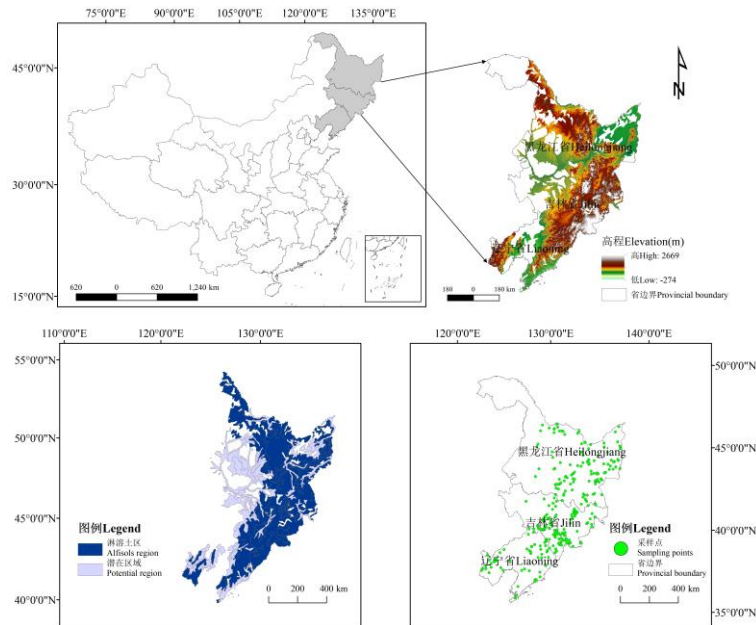 75°0'0"E 90°0'0"E 105°0'0"E 120°0'0"E 135°0'0"E
45°0'0"N
30°0'0"N
15°0'0"N
620 0 620 1,240 km
N
黑龙江省Heilongjiang
吉林省Jilin
辽宁省Liaoning
高程Elevation(m)
高High: 2669
低Low: -274
省边界Provincial boundary
180 0 180 km
110°0'0"E 120°0'0"E 130°0'0"E
55°0'0"N
50°0'0"N
45°0'0"N
40°0'0"N
图例Legend
淋溶土区
Alfisols region
潜在区域
Potential region
0 200 400 km
120°0'0"E 130°0'0"E 140°0'0"E
50°0'0"N
45°0'0"N
40°0'0"N
35°0'0"N
黑龙江省Heilongjiang
吉林省Jilin
辽宁省Liaoning
图例Legend
采样点
Sampling points
省边界
Provincial boundary
0 200 400 km